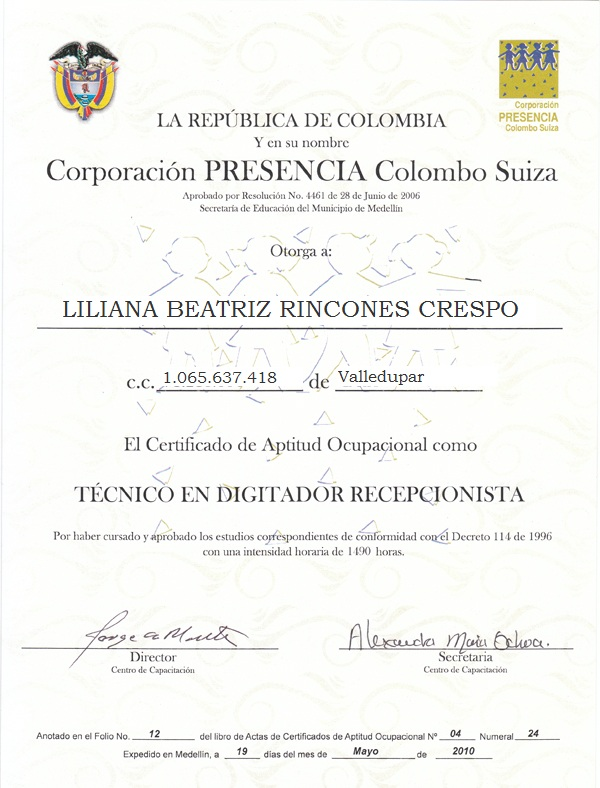 Corporación
PRESENCIA
Colombo Suiza
LA REPÚBLICA DE COLOMBIA
Y en su nombre
Corporación PRESENCIA Colombo Suiza
Aprobado por Resolución No. 4461 de 28 de Junio de 2006
Secretaría de Educación del Municipio de Medellín
Otorga a:
LILIANA BEATRIZ RINCONES CRESPO
c.c. 1.065.637.418 de Valledupar
El Certificado de Aptitud Ocupacional como
TÉCNICO EN DIGITADOR RECEPCIONISTA
Por haber cursado y aprobado los estudios correspondientes de conformidad con el Decreto 114 de 1996
con una intensidad horaria de 1490 horas.
Alexandra Maria Ochoa.
Director Secretaria
Centro de Capacitación Centro de Capacitación
Anotado en el Folio No. 12 del libro de Actas de Certificados de Aptitud Ocupacional Nº 04 Numeral 24
Expedido en Medellín, a 19 días del mes de Mayo de 2010